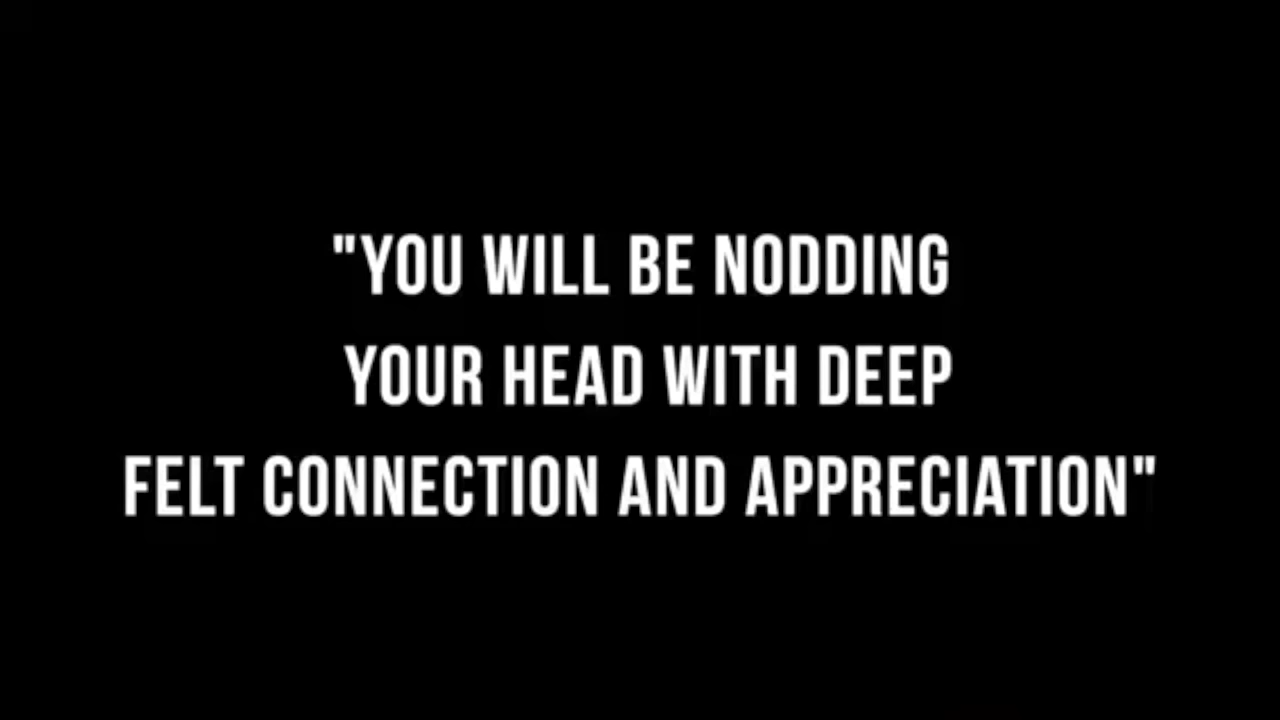 "YOU WILL BE NODDING
YOUR HEAD WITH DEEP
FELT CONNECTION AND APPRECIATION"